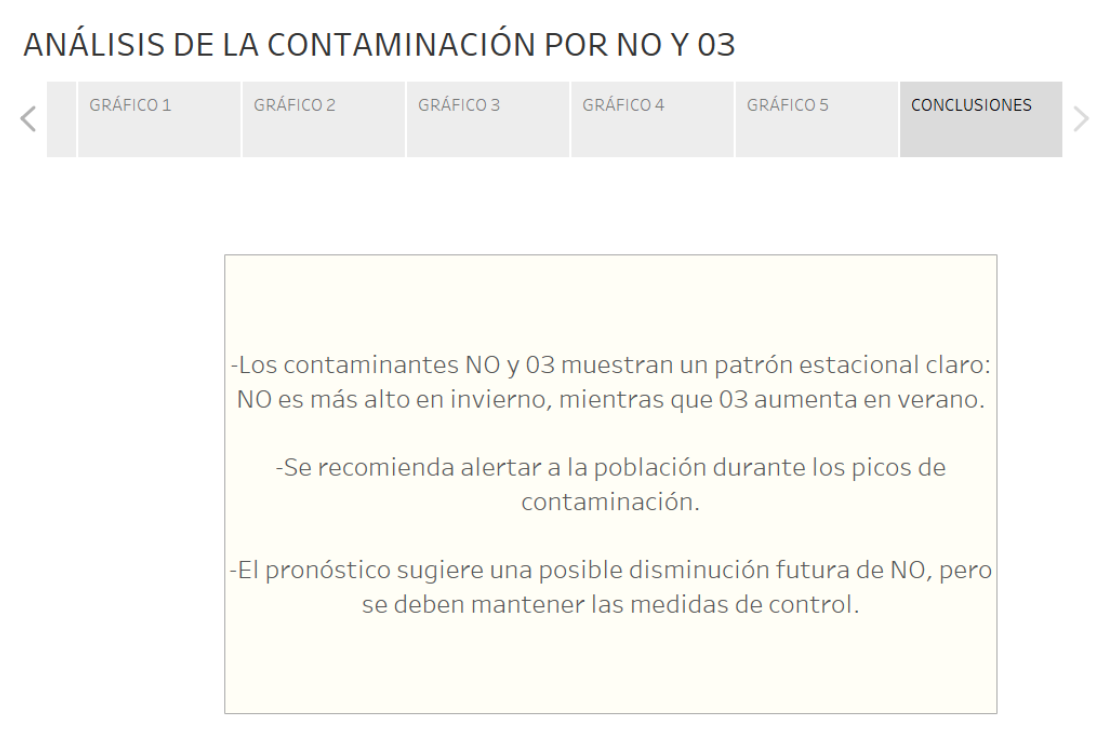 ANÁLISIS DE LA CONTAMINACIÓN POR NO Y 03
GRÁFICO 1
GRÁFICO 2
GRÁFICO 3
GRÁFICO 4
GRÁFICO 5
CONCLUSIONES
-Los contaminantes NO y 03 muestran un patrón estacional claro:
NO es más alto en invierno, mientras que 03 aumenta en verano.
-Se recomienda alertar a la población durante los picos de
contaminación.
-El pronóstico sugiere una posible disminución futura de NO, pero
se deben mantener las medidas de control.